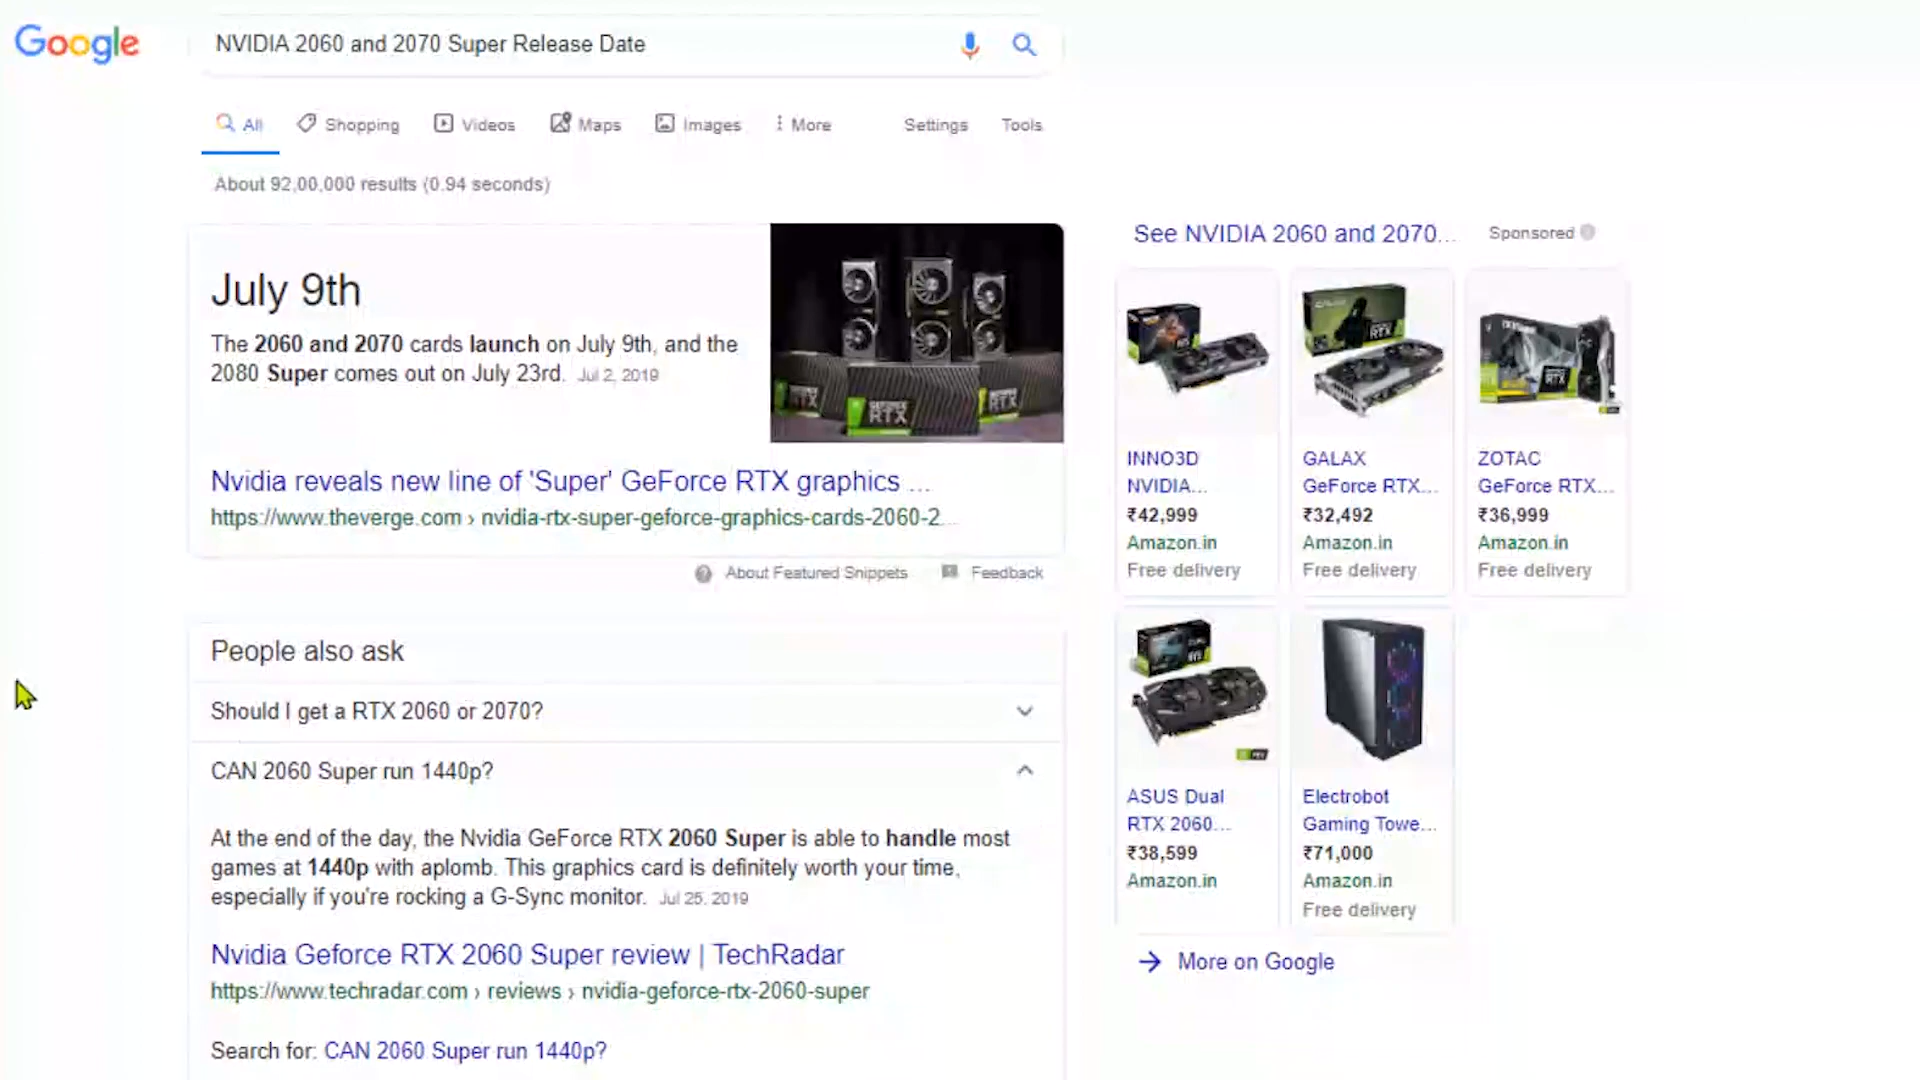 Google
NVIDIA 2060 and 2070 Super Release Date
All
Shopping
Videos
Maps
Images
More
Settings
Tools
About 92,00,000 results (0.94 seconds)
July 9th
The 2060 and 2070 cards launch on July 9th, and the
2080 Super comes out on July 23rd. Jul 2, 2019
Nvidia reveals new line of 'Super' GeForce RTX graphics ...
https://www.theverge.com › nvidia-rtx-super-geforce-graphics-cards-2060-2...
About Featured Snippets
Feedback
People also ask
Should I get a RTX 2060 or 2070?
CAN 2060 Super run 1440p?
At the end of the day, the Nvidia GeForce RTX 2060 Super is able to handle most
games at 1440p with aplomb. This graphics card is definitely worth your time,
especially if you're rocking a G-Sync monitor. Jul 25, 2019
Nvidia Geforce RTX 2060 Super review | TechRadar
https://www.techradar.com › reviews › nvidia-geforce-rtx-2060-super
Search for: CAN 2060 Super run 1440p?
See NVIDIA 2060 and 2070...
Sponsored
INNO3D
NVIDIA...
₹42,999
Amazon.in
Free delivery
GALAX
GeForce RTX...
₹32,492
Amazon.in
Free delivery
ZOTAC
GeForce RTX...
₹36,999
Amazon.in
Free delivery
ASUS Dual
RTX 2060...
₹38,599
Amazon.in
Electrobot
Gaming Towe...
₹71,000
Amazon.in
Free delivery
More on Google